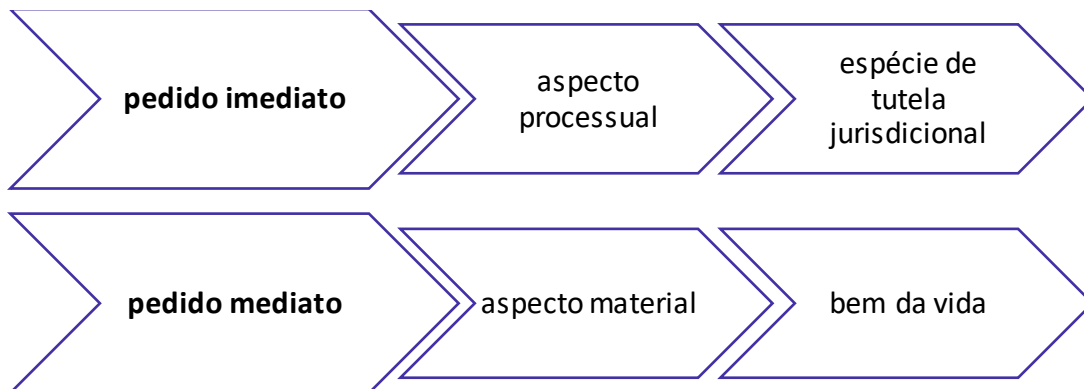 pedido imediato
aspecto
processual
espécie de
tutela
jurisdicional
pedido mediato
aspecto material
bem da vida